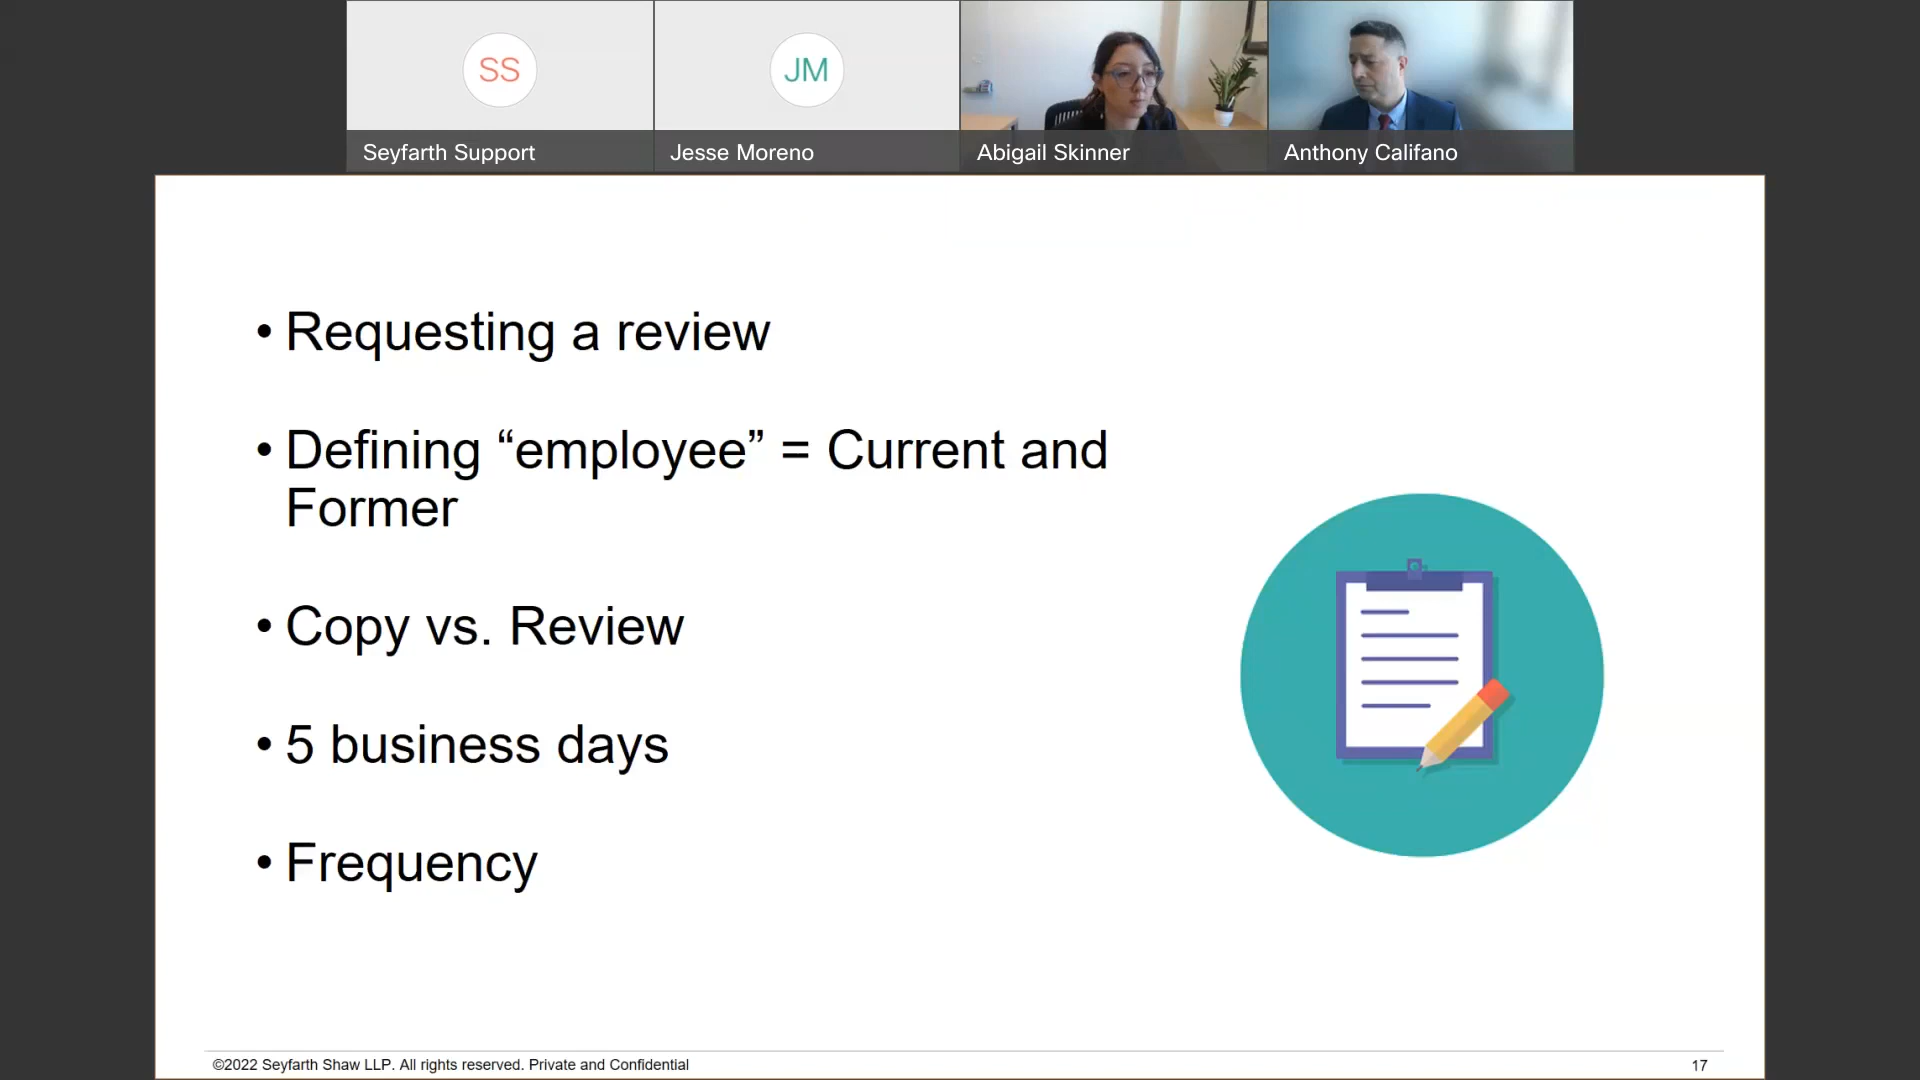 SS
JM
Seyfarth Support
Jesse Moreno
Abigail Skinner
Anthony Califano
• Requesting a review
• Defining “employee” = Current and
Former
• Copy vs. Review
• 5 business days
• Frequency
©2022 Seyfarth Shaw LLP. All rights reserved. Private and Confidential
17